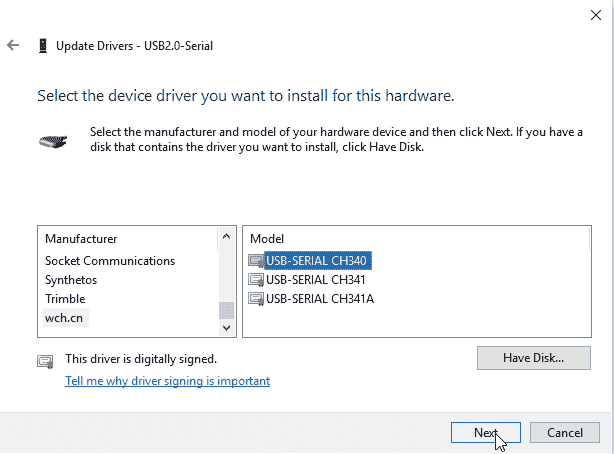 Update Drivers - USB2.0-Serial
Select the device driver you want to install for this hardware.
Select the manufacturer and model of your hardware device and then click Next. If you have a
disk that contains the driver you want to install, click Have Disk.
Manufacturer
Socket Communications
Synthetos
Trimble
wch.cn
Model
USB-SERIAL CH340
USB-SERIAL CH341
USB-SERIAL CH341A
This driver is digitally signed.
Tell me why driver signing is important
Have Disk...
Next
Cancel